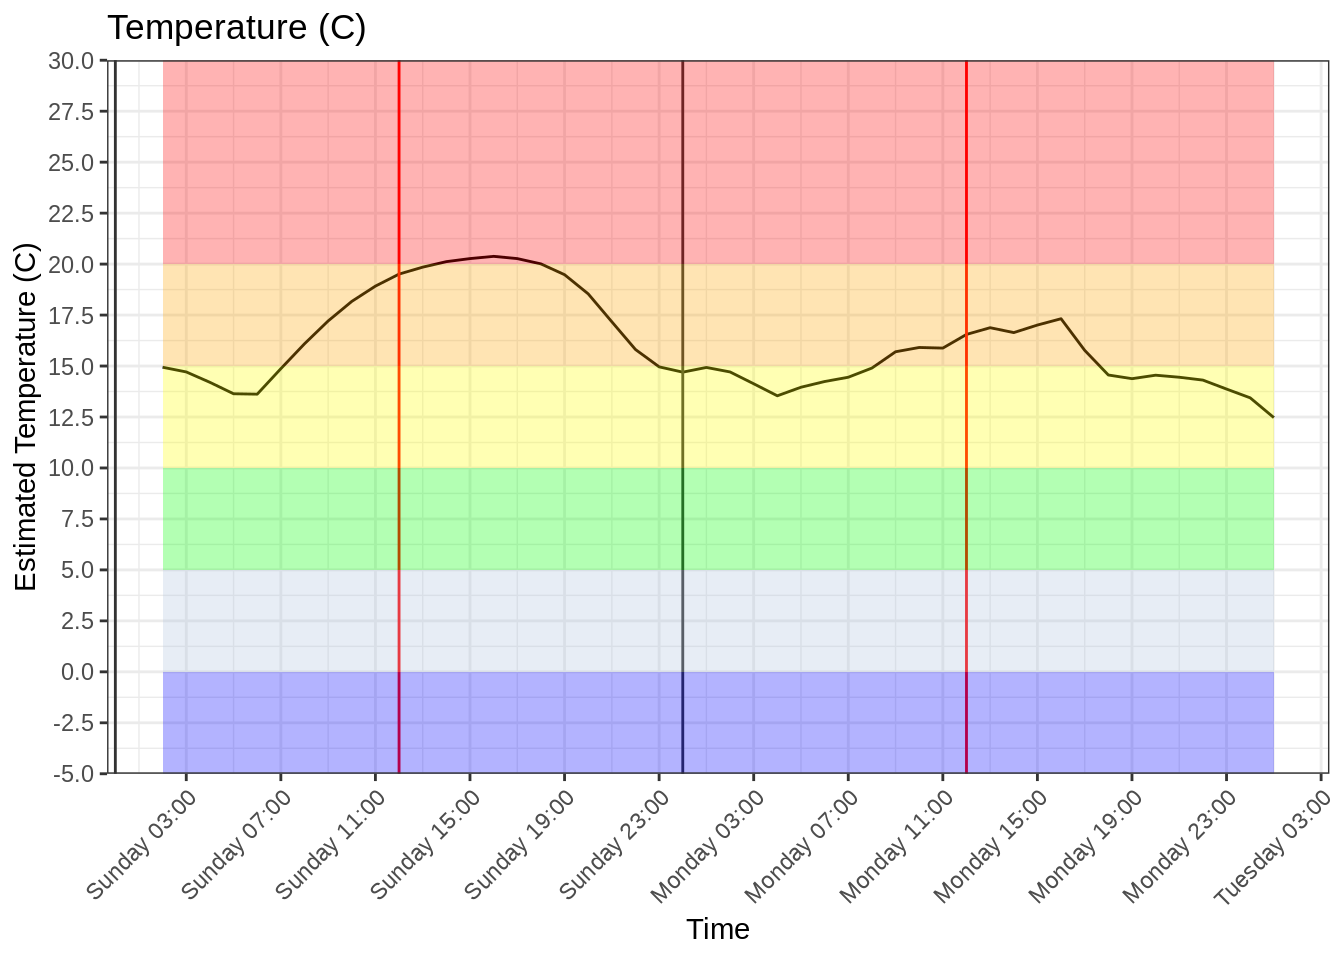 Temperature (C)
30.0
27.5
25.0
22.5
20.0
17.5
15.0
12.5
10.0
7.5
5.0
2.5
0.0
-2.5
-5.0
Estimated Temperature (C)
Sunday 03:00
Sunday 07:00
Sunday 11:00
Sunday 15:00
Sunday 19:00
Sunday 23:00
Monday 03:00
Monday 07:00
Monday 11:00
Monday 15:00
Monday 19:00
Monday 23:00
Tuesday 03:00
Time